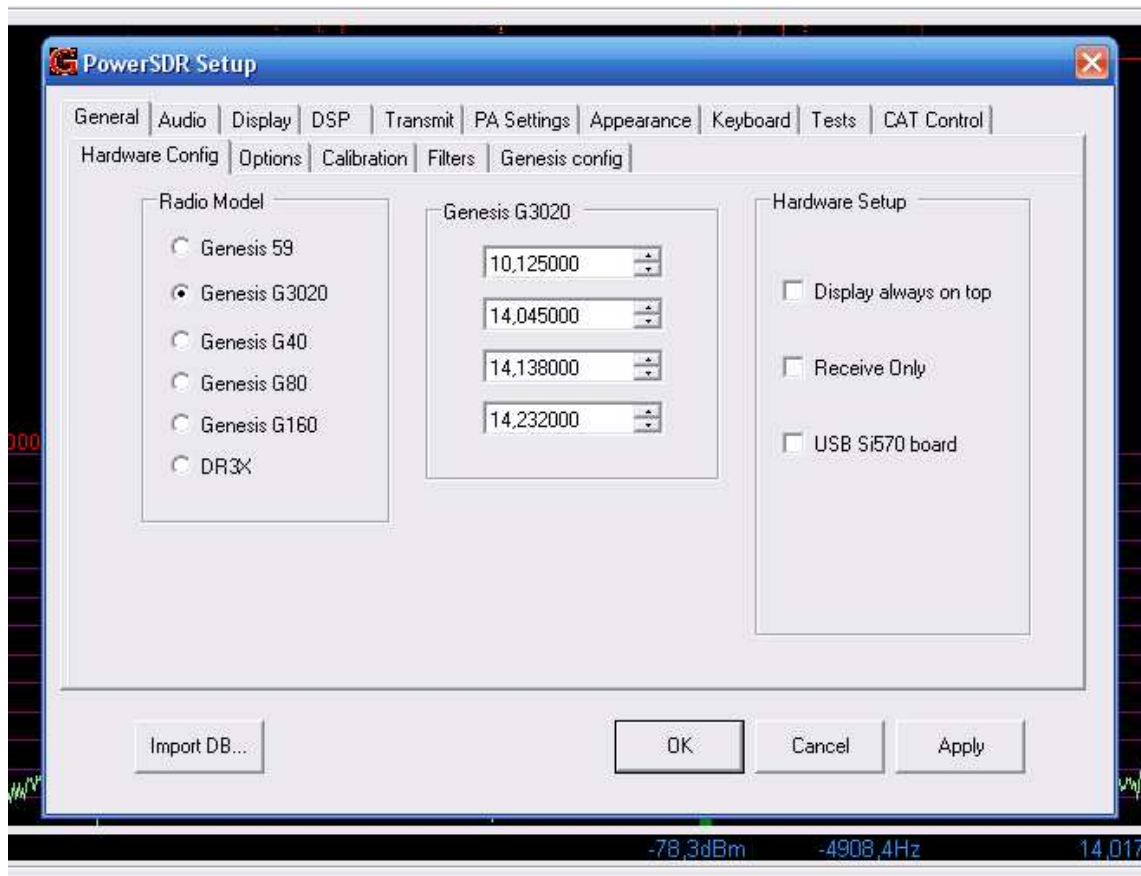 PowerSDR Setup
General Audio Display DSP Transmit PA Settings Appearance Keyboard Tests CAT Control
Hardware Config Options Calibration Filters Genesis config
Radio Model
Genesis 59
Genesis G3020
Genesis G40
Genesis G80
Genesis G160
DR3X
Genesis G3020
10,125000
14,045000
14,138000
14,232000
Hardware Setup
Display always on top
Receive Only
USB Si570 board
000
Import DB... OK Cancel Apply
-78,3dBm -4908,4Hz 14,017